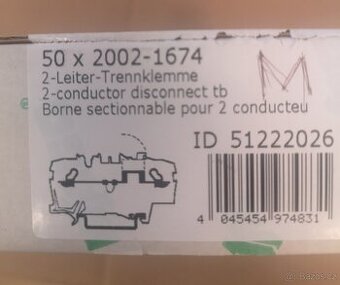 50 x 2002-1674
2-Leiter-Trennklemme
2-conductor disconnect tb
Borne sectionnable pour 2 conducteu
M
ID 51222026
4 045454 974831